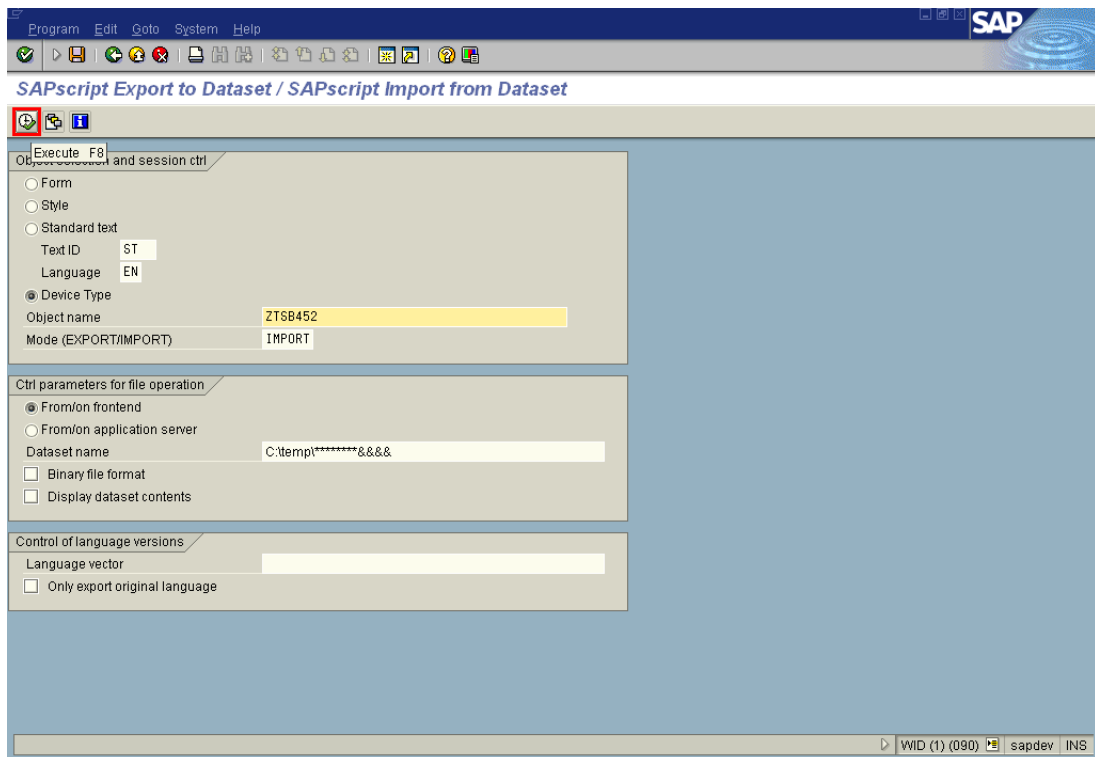 Program Edit Goto System Help
SAP
SAPscript Export to Dataset / SAPscript Import from Dataset
Execute F8
Object selection and session ctrl
Form
Style
Standard text
Text ID ST
Language EN
Device Type
Object name ZTSB452
Mode (EXPORT/IMPORT) IMPORT
Ctrl parameters for file operation
From/on frontend
From/on application server
Dataset name C:\temp\********&&&&
Binary file format
Display dataset contents
Control of language versions
Language vector
Only export original language
WID (1) (090) sapdev INS